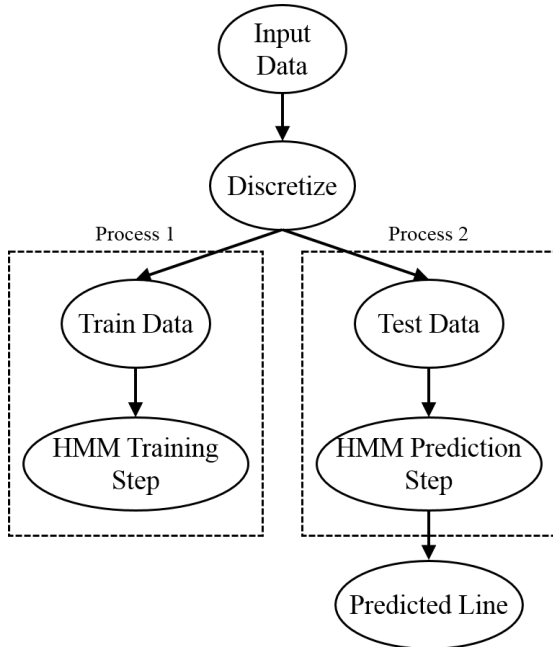 Input
Data
Discretize
Process 1
Process 2
Train Data
Test Data
HMM Training
Step
HMM Prediction
Step
Predicted Line